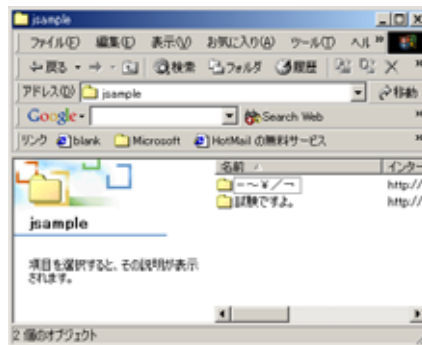 jsample
ファイル(F) 編集(E) 表示(V) お気に入り(A) ツール(T) ヘル »
戻る 検索 フォルダ 履歴
アドレス(D) jsample 移動
Google Search Web »
リンク blank Microsoft HotMail の無料サービス »
名前 インター
－～￥／￢ http://
試験ですよ。 http://
jsample
項目を選択すると、その説明が表示
されます。
2 個のオブジェクト